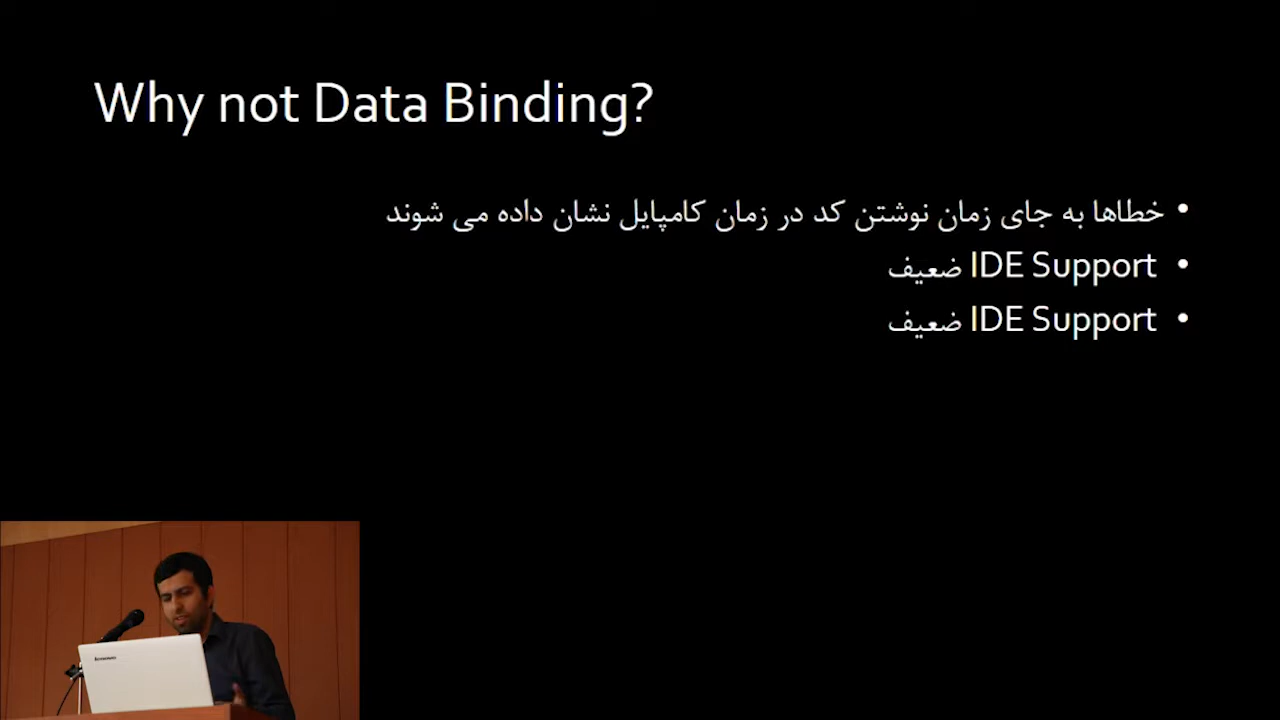 Why not Data Binding?
• خطاها به جای زمان نوشتن کد در زمان کامپایل نشان داده می شوند
• IDE Support ضعیف
• IDE Support ضعیف
lenovo